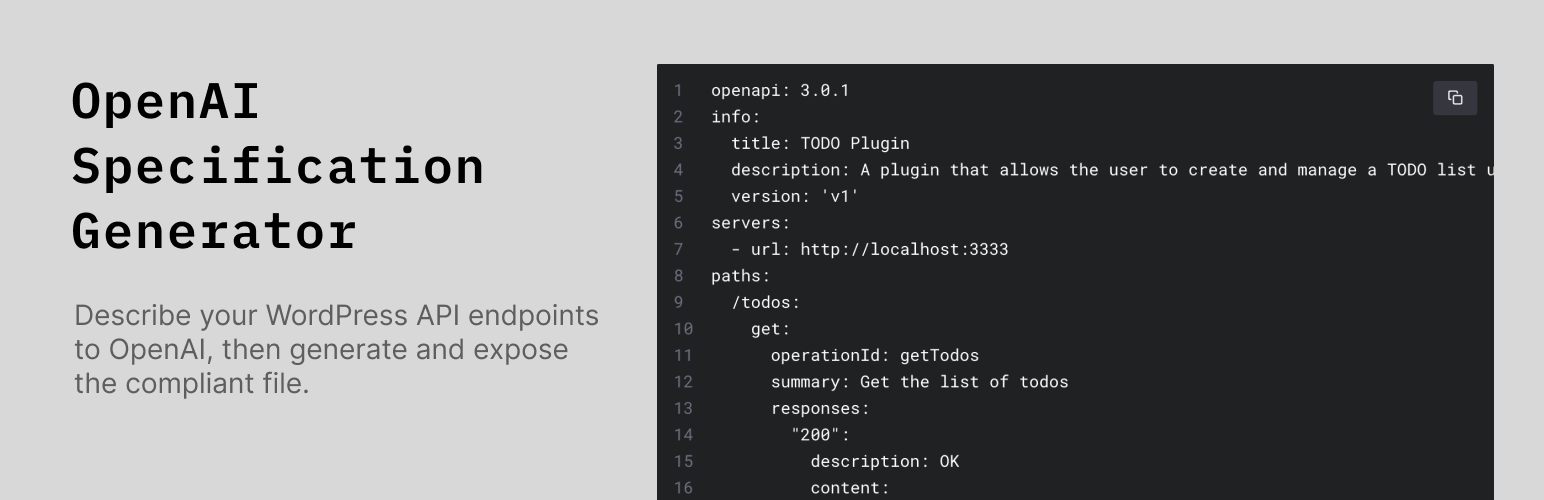 OpenAI
Specification
Generator
Describe your WordPress API endpoints
to OpenAI, then generate and expose
the compliant file.
1 openapi: 3.0.1
2 info:
3   title: TODO Plugin
4   description: A plugin that allows the user to create and manage a TODO list u
5   version: 'v1'
6 servers:
7   - url: http://localhost:3333
8 paths:
9   /todos:
10     get:
11       operationId: getTodos
12       summary: Get the list of todos
13       responses:
14         "200":
15           description: OK
16           content: